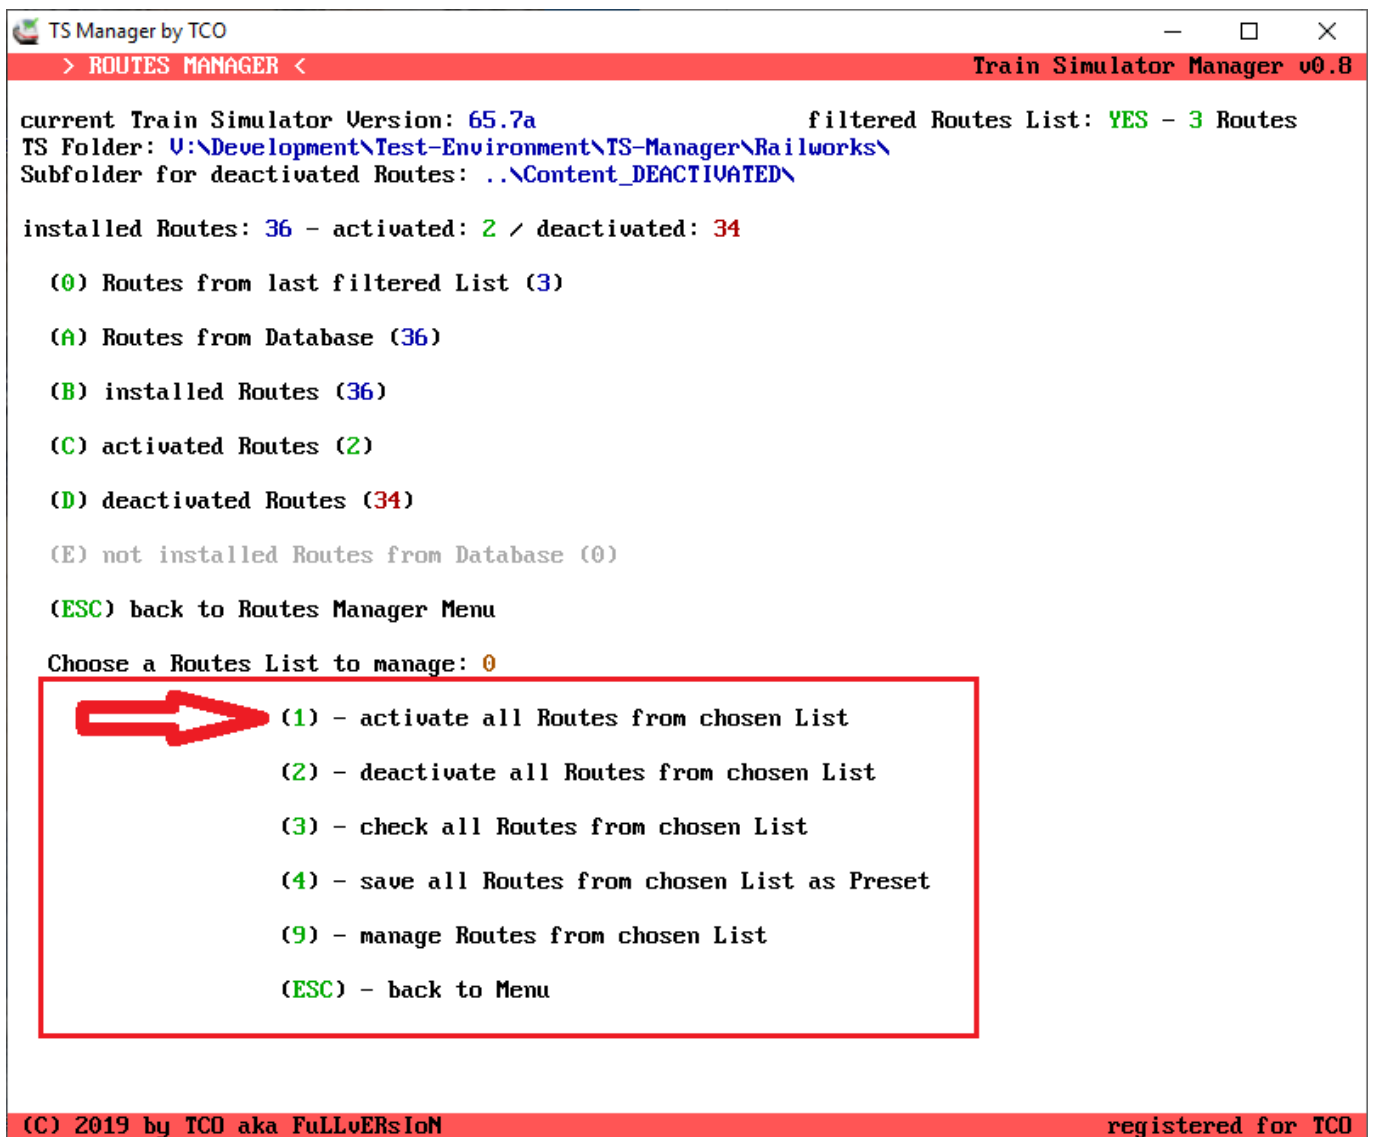 TS Manager by TCO
> ROUTES MANAGER < Train Simulator Manager v0.8
current Train Simulator Version: 65.7a filtered Routes List: YES - 3 Routes
TS Folder: V:\Development\Test-Environment\TS-Manager\Railworks\
Subfolder for deactivated Routes: ..\Content_DEACTIVATED\
installed Routes: 36 - activated: 2 / deactivated: 34
(0) Routes from last filtered List (3)
(A) Routes from Database (36)
(B) installed Routes (36)
(C) activated Routes (2)
(D) deactivated Routes (34)
(E) not installed Routes from Database (0)
(ESC) back to Routes Manager Menu
Choose a Routes List to manage: 0
(1) - activate all Routes from chosen List
(2) - deactivate all Routes from chosen List
(3) - check all Routes from chosen List
(4) - save all Routes from chosen List as Preset
(9) - manage Routes from chosen List
(ESC) - back to Menu
(C) 2019 by TCO aka FuLLvERsIoN registered for TCO